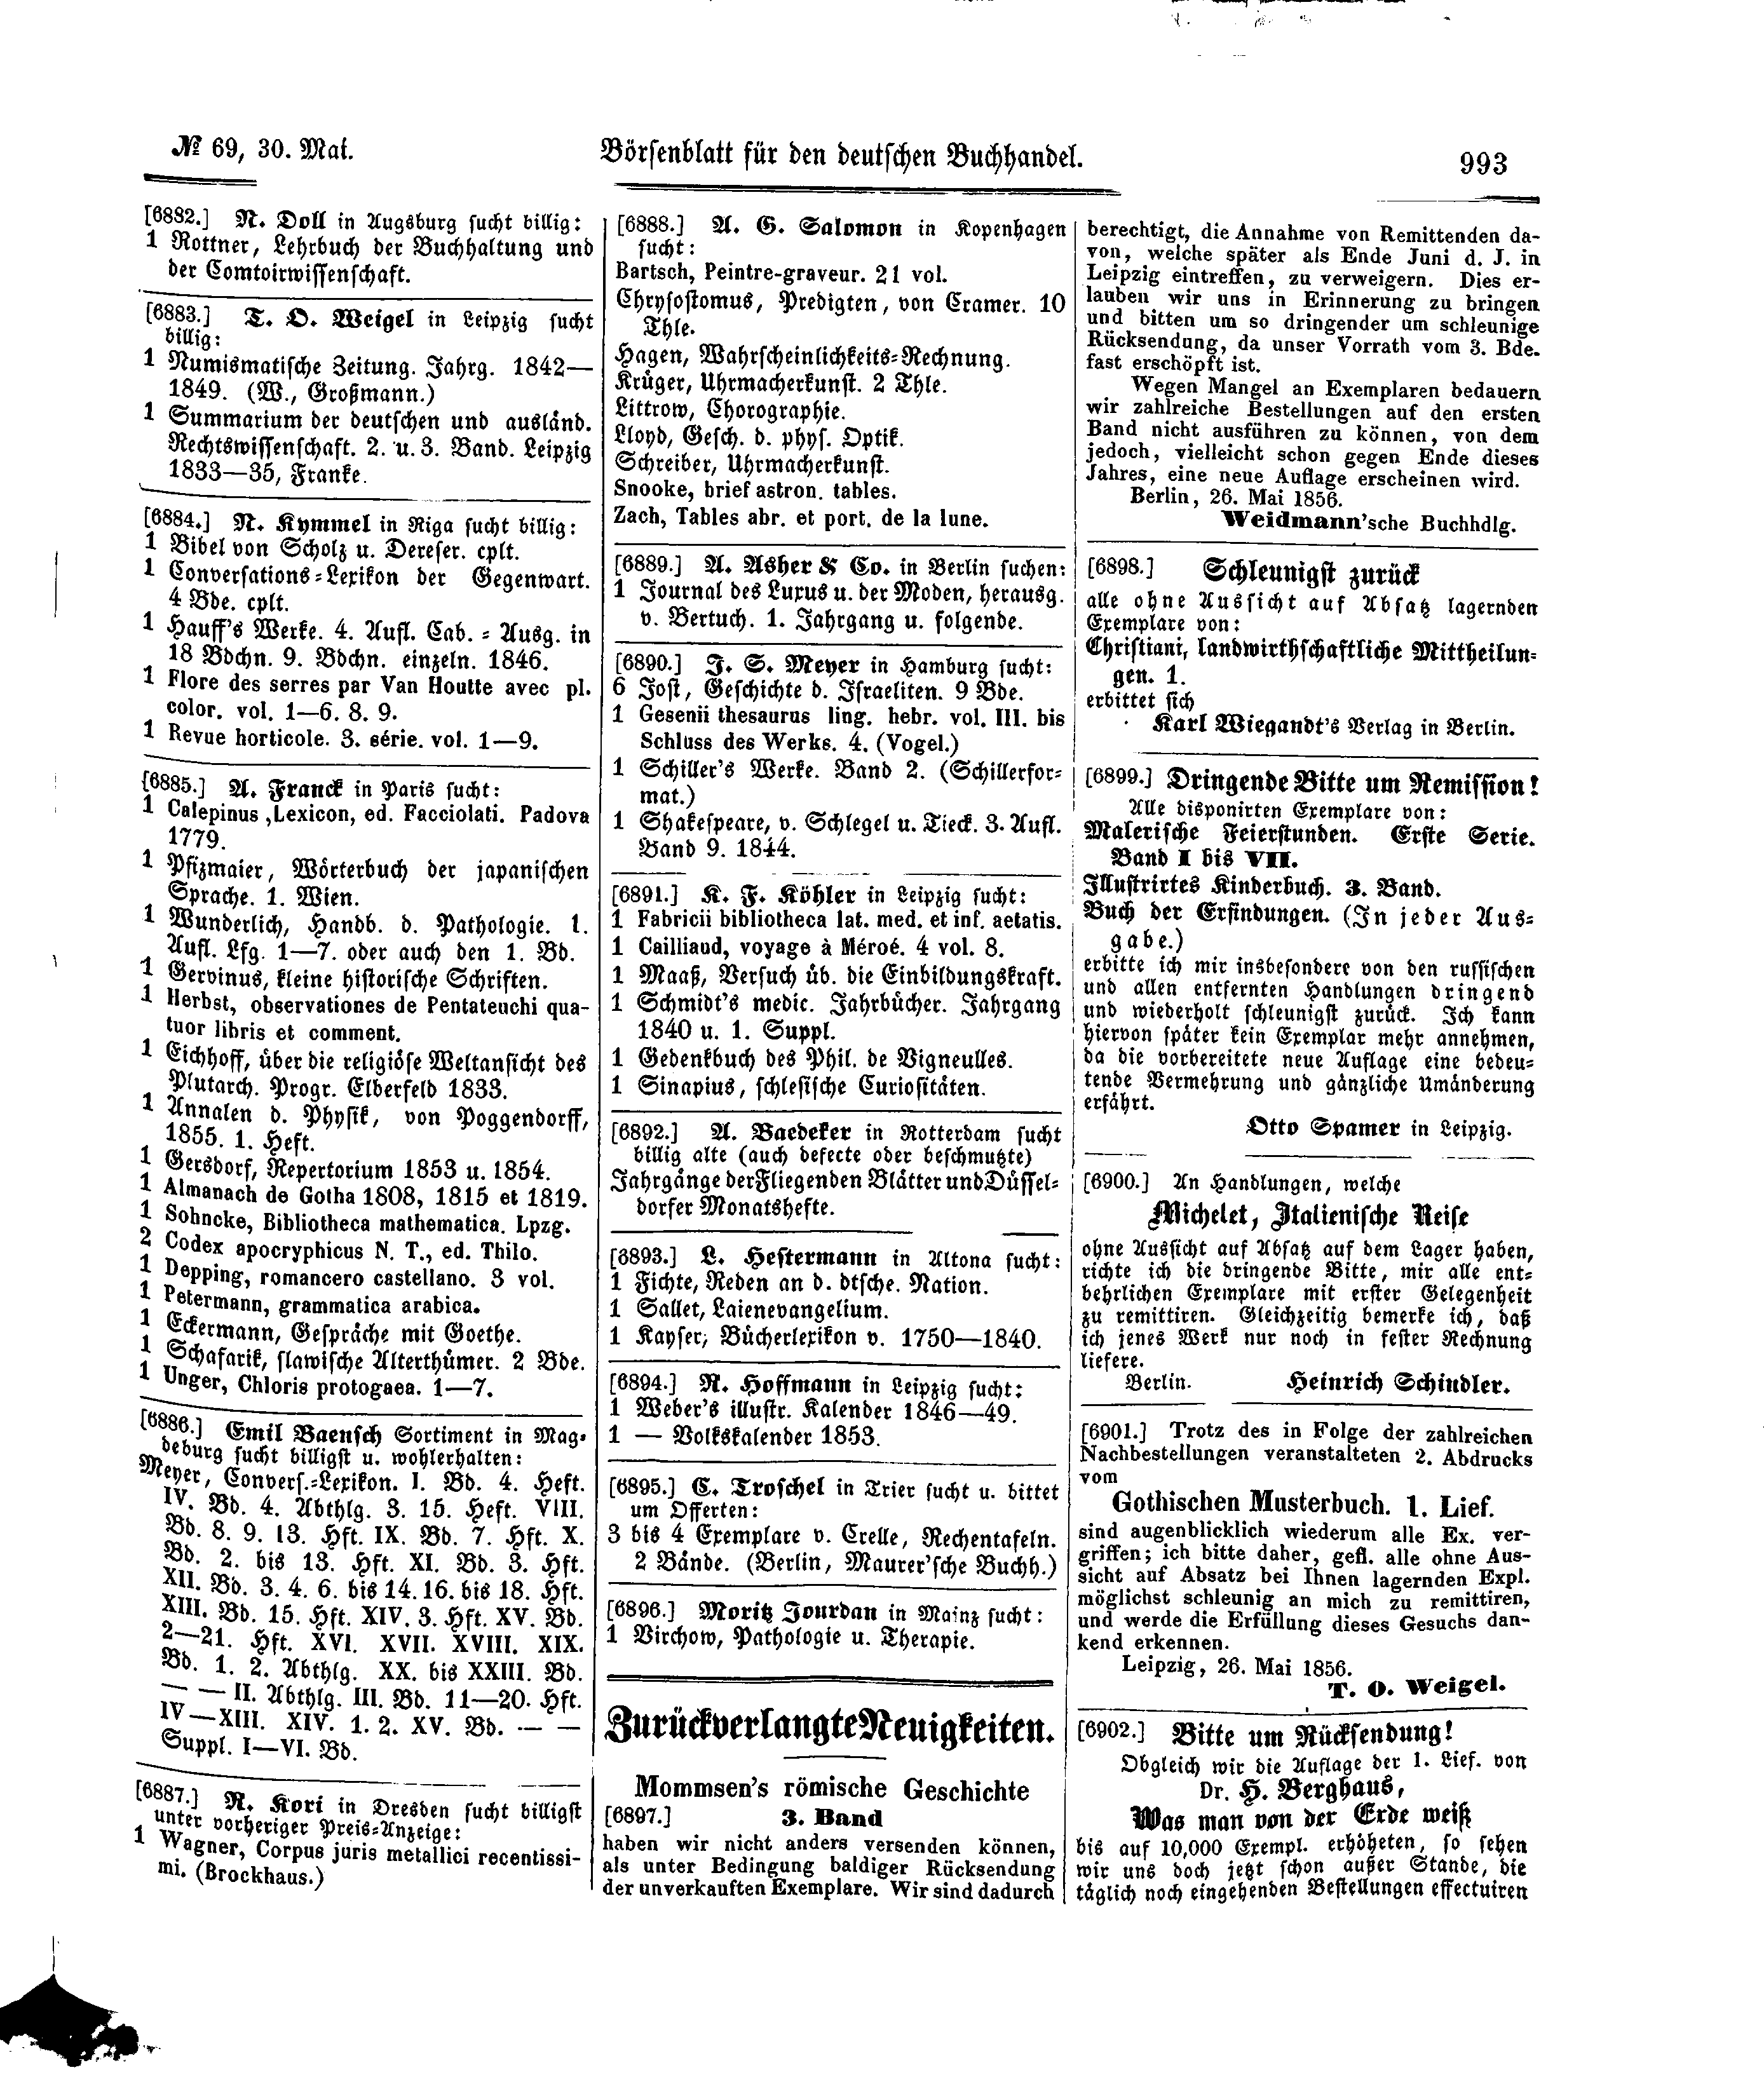 № 69, 30. Mai.
Börsenblatt für den deutschen Buchhandel.
993
[6882.] N. Doll in Augsburg sucht billig:
1 Rottner, Lehrbuch der Buchhaltung und
der Comtoirwissenschaft.
[6883.] T. O. Weigel in Leipzig sucht
billig:
1 Numismatische Zeitung. Jahrg. 1842—
1849. (W., Großmann.)
1 Summarium der deutschen und ausländ.
Rechtswissenschaft. 2. u. 3. Band. Leipzig
1833—35, Franke.
[6884.] N. Kymmel in Riga sucht billig:
1 Bibel von Scholz u. Dereser. cplt.
1 Conversations-Lexikon der Gegenwart.
4 Bde. cplt.
1 Hauff's Werke. 4. Aufl. Cab.-Ausg. in
18 Bdchn. 9. Bdchn. einzeln. 1846.
1 Flore des serres par Van Houtte avec pl.
color. vol. 1—6. 8. 9.
1 Revue horticole. 3. série. vol. 1—9.
[6885.] A. Franck in Paris sucht:
1 Calepinus, Lexicon, ed. Facciolati. Padova
1779.
1 Pfizmaier, Wörterbuch der japanischen
Sprache. 1. Wien.
1 Wunderlich, Handb. d. Pathologie. 1.
Aufl. Lfg. 1—7. oder auch den 1. Bd.
1 Gervinus, kleine historische Schriften.
1 Herbst, observationes de Pentateuchi qua-
tuor libris et comment.
1 Eichhoff, über die religiöse Weltansicht des
Plutarch. Progr. Elberfeld 1833.
1 Annalen d. Physik, von Poggendorff,
1855. 1. Heft.
1 Gersdorf, Repertorium 1853 u. 1854.
1 Almanach de Gotha 1808, 1815 et 1819.
1 Sohncke, Bibliotheca mathematica. Lpzg.
2 Codex apocryphicus N. T., ed. Thilo.
1 Depping, romancero castellano. 3 vol.
1 Petermann, grammatica arabica.
1 Eckermann, Gespräche mit Goethe.
1 Schafarik, slawische Alterthümer. 2 Bde.
1 Unger, Chloris protogaea. 1—7.
[6886.] Emil Baensch Sortiment in Mag-
deburg sucht billigst u. wohlerhalten:
Meyer, Convers.-Lexikon. I. Bd. 4. Heft.
IV. Bd. 4. Abthlg. 3. 15. Heft. VIII.
Bd. 8. 9. 13. Hft. IX. Bd. 7. Hft. X.
Bd. 2. bis 13. Hft. XI. Bd. 3. Hft.
XII. Bd. 3. 4. 6. bis 14. 16. bis 18. Hft.
XIII. Bd. 15. Hft. XIV. 3. Hft. XV. Bd.
2—21. Hft. XVI. XVII. XVIII. XIX.
Bd. 1. 2. Abthlg. XX. bis XXIII. Bd.
— — II. Abthlg. III. Bd. 11—20. Hft.
IV—XIII. XIV. 1. 2. XV. Bd. — —
Suppl. I—VI. Bd.
[6887.] R. Kori in Dresden sucht billigst
unter vorheriger Preis-Anzeige:
1 Wagner, Corpus juris metallici recentissi-
mi. (Brockhaus.)
[6888.] A. G. Salomon in Kopenhagen
sucht:
Bartsch, Peintre-graveur. 21 vol.
Chrysostomus, Predigten, von Cramer. 10
Thle.
Hagen, Wahrscheinlichkeits-Rechnung.
Krüger, Uhrmacherkunst. 2 Thle.
Littrow, Chorographie.
Lloyd, Gesch. d. phys. Optik.
Schreiber, Uhrmacherkunst.
Snooke, brief astron. tables.
Zach, Tables abr. et port. de la lune.
[6889.] A. Asher & Co. in Berlin suchen:
1 Journal des Luxus u. der Moden, herausg.
v. Bertuch. 1. Jahrgang u. folgende.
[6890.] J. S. Meyer in Hamburg sucht:
6 Jost, Geschichte d. Israeliten. 9 Bde.
1 Gesenii thesaurus ling. hebr. vol. III. bis
Schluss des Werks. 4. (Vogel.)
1 Schiller's Werke. Band 2. (Schillerfor-
mat.)
1 Shakespeare, v. Schlegel u. Tieck. 3. Aufl.
Band 9. 1844.
[6891.] K. F. Köhler in Leipzig sucht:
1 Fabricii bibliotheca lat. med. et inf. aetatis.
1 Cailliaud, voyage à Méroé. 4 vol. 8.
1 Maaß, Versuch üb. die Einbildungskraft.
1 Schmidt's medic. Jahrbücher. Jahrgang
1840 u. 1. Suppl.
1 Gedenkbuch des Phil. de Vigneulles.
1 Sinapius, schlesische Curiositäten.
[6892.] A. Baedeker in Rotterdam sucht
billig alte (auch defecte oder beschmutzte)
Jahrgänge der Fliegenden Blätter und Düssel-
dorfer Monatshefte.
[6893.] L. Hestermann in Altona sucht:
1 Fichte, Reden an d. dtsche. Nation.
1 Sallet, Laienevangelium.
1 Kayser, Bücherlexikon v. 1750—1840.
[6894.] R. Hoffmann in Leipzig sucht:
1 Weber's illustr. Kalender 1846—49.
1 — Volkskalender 1853.
[6895.] C. Troschel in Trier sucht u. bittet
um Offerten:
3 bis 4 Exemplare v. Crelle, Rechentafeln.
2 Bände. (Berlin, Maurer'sche Buchh.)
[6896.] Moritz Jourdan in Mainz sucht:
1 Virchow, Pathologie u. Therapie.
Zurückverlangte Neuigkeiten.
Mommsen's römische Geschichte
[6897.] 3. Band
haben wir nicht anders versenden können,
als unter Bedingung baldiger Rücksendung
der unverkauften Exemplare. Wir sind dadurch
berechtigt, die Annahme von Remittenden da-
von, welche später als Ende Juni d. J. in
Leipzig eintreffen, zu verweigern. Dies er-
lauben wir uns in Erinnerung zu bringen
und bitten um so dringender um schleunige
Rücksendung, da unser Vorrath vom 3. Bde.
fast erschöpft ist.
Wegen Mangel an Exemplaren bedauern
wir zahlreiche Bestellungen auf den ersten
Band nicht ausführen zu können, von dem
jedoch, vielleicht schon gegen Ende dieses
Jahres, eine neue Auflage erscheinen wird.
Berlin, 26. Mai 1856.
Weidmann'sche Buchhdlg.
[6898.] Schleunigst zurück
alle ohne Aussicht auf Absatz lagernden
Exemplare von:
Christiani, landwirthschaftliche Mittheilun-
gen. 1.
erbittet sich
Karl Wiegandt's Verlag in Berlin.
[6899.] Dringende Bitte um Remission!
Alle disponirten Exemplare von:
Malerische Feierstunden. Erste Serie.
Band I bis VII.
Illustrirtes Kinderbuch. 3. Band.
Buch der Erfindungen. (In jeder Aus-
gabe.)
erbitte ich mir insbesondere von den russischen
und allen entfernten Handlungen dringend
und wiederholt schleunigst zurück. Ich kann
hiervon später kein Exemplar mehr annehmen,
da die vorbereitete neue Auflage eine bedeu-
tende Vermehrung und gänzliche Umänderung
erfährt.
Otto Spamer in Leipzig.
[6900.] An Handlungen, welche
Michelet, Italienische Reise
ohne Aussicht auf Absatz auf dem Lager haben,
richte ich die dringende Bitte, mir alle ent-
behrlichen Exemplare mit erster Gelegenheit
zu remittiren. Gleichzeitig bemerke ich, daß
ich jenes Werk nur noch in fester Rechnung
liefere.
Berlin. Heinrich Schindler.
[6901.] Trotz des in Folge der zahlreichen
Nachbestellungen veranstalteten 2. Abdrucks
vom
Gothischen Musterbuch. 1. Lief.
sind augenblicklich wiederum alle Ex. ver-
griffen; ich bitte daher, gefl. alle ohne Aus-
sicht auf Absatz bei Ihnen lagernden Expl.
möglichst schleunig an mich zu remittiren,
und werde die Erfüllung dieses Gesuchs dan-
kend erkennen.
Leipzig, 26. Mai 1856.
T. O. Weigel.
[6902.] Bitte um Rücksendung!
Obgleich wir die Auflage der 1. Lief. von
Dr. H. Berghaus,
Was man von der Erde weiß
bis auf 10,000 Exempl. erhöheten, so sehen
wir uns doch jetzt schon außer Stande, die
täglich noch eingehenden Bestellungen effectuiren